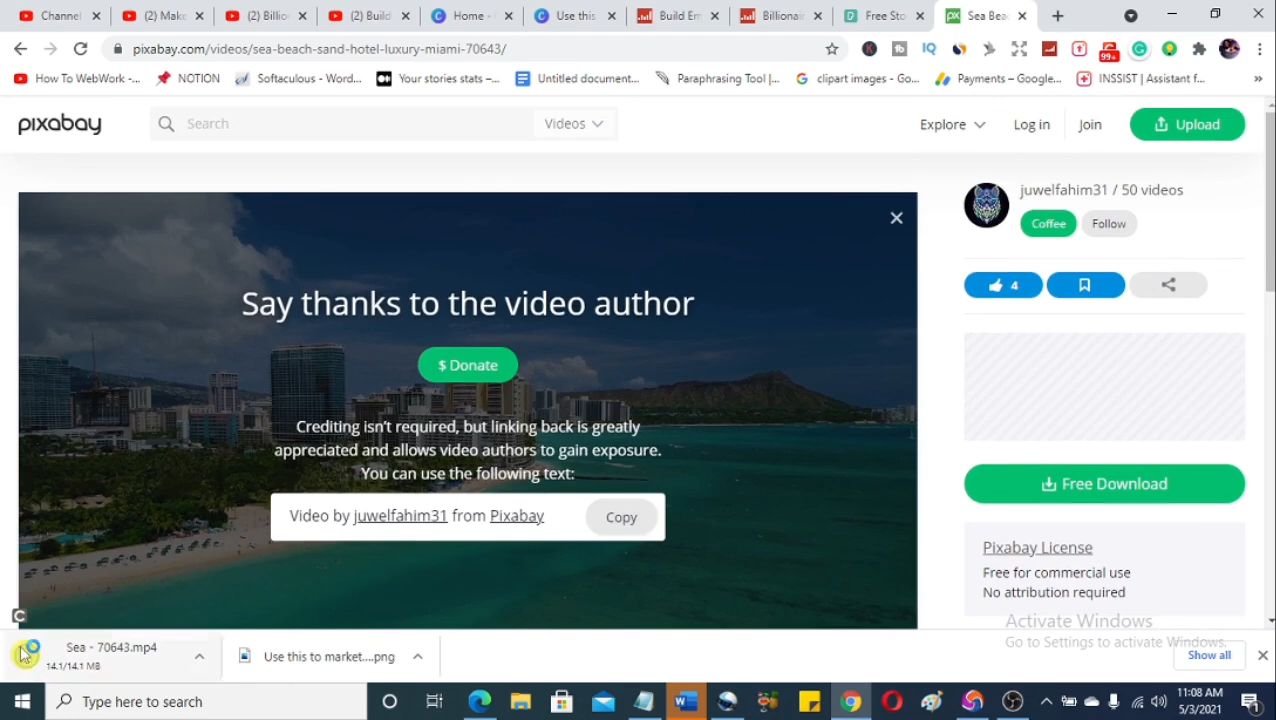 Channel
(2) Make
(2) Billio
(2) Build
Home -
Use this
Build Em
Billionai
Free Sto
Sea Bea
pixabay.com/videos/sea-beach-sand-hotel-luxury-miami-70643/
IQ
99+
How To WebWork -...
NOTION
Softaculous - Word...
Your stories stats –...
Untitled document...
Paraphrasing Tool |...
clipart images - Go...
Payments – Google...
INSSIST | Assistant f...
»
pixabay
Search
Videos
Explore
Log in
Join
Upload
juwelfahim31 / 50 videos
Coffee
Follow
4
Say thanks to the video author
$ Donate
Crediting isn't required, but linking back is greatly
appreciated and allows video authors to gain exposure.
You can use the following text:
Video by juwelfahim31 from Pixabay
Copy
Free Download
Pixabay License
Free for commercial use
No attribution required
Activate Windows
Go to Settings to activate Windows.
Sea - 70643.mp4
14.1/14.1 MB
Use this to market....png
Show all
Type here to search
11:08 AM
5/3/2021
1